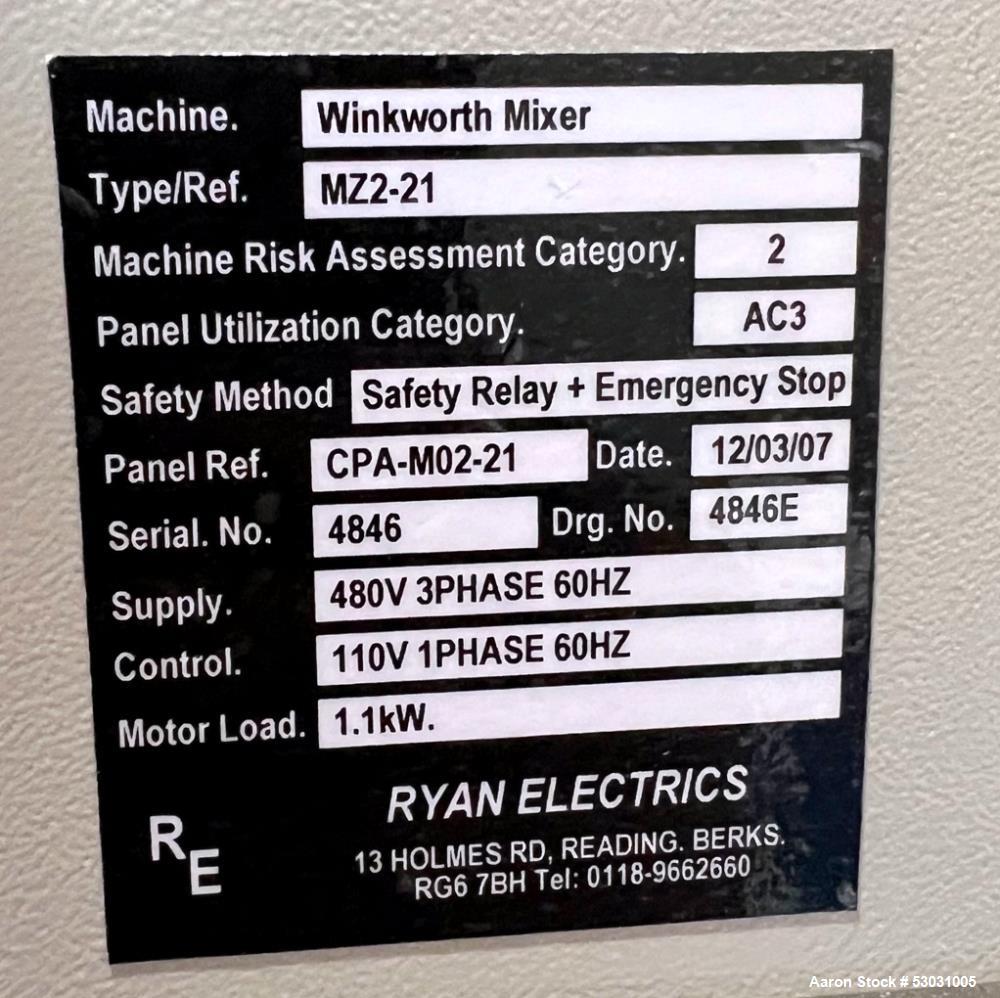 Machine. Winkworth Mixer
Type/Ref. MZ2-21
Machine Risk Assessment Category. 2
Panel Utilization Category. AC3
Safety Method Safety Relay + Emergency Stop
Panel Ref. CPA-M02-21 Date. 12/03/07
Serial. No. 4846 Drg. No. 4846E
Supply. 480V 3PHASE 60HZ
Control. 110V 1PHASE 60HZ
Motor Load. 1.1kW.
RE
RYAN ELECTRICS
13 HOLMES RD, READING. BERKS.
RG6 7BH Tel: 0118-9662660
Aaron Stock # 53031005